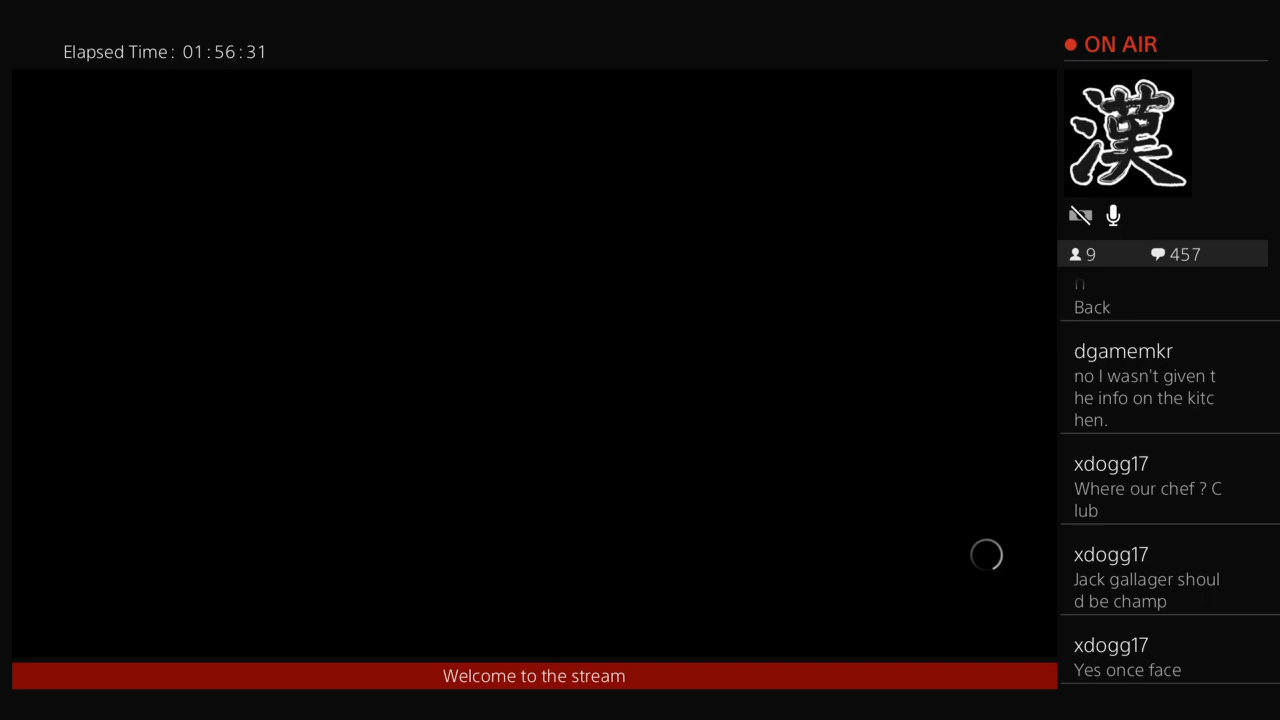 Elapsed Time: 01:56:31
ON AIR
漢
9 457
Back
dgamemkr
no I wasn't given t
he info on the kitc
hen.
xdogg17
Where our chef ? C
lub
xdogg17
Jack gallager shoul
d be champ
xdogg17
Yes once face
Welcome to the stream